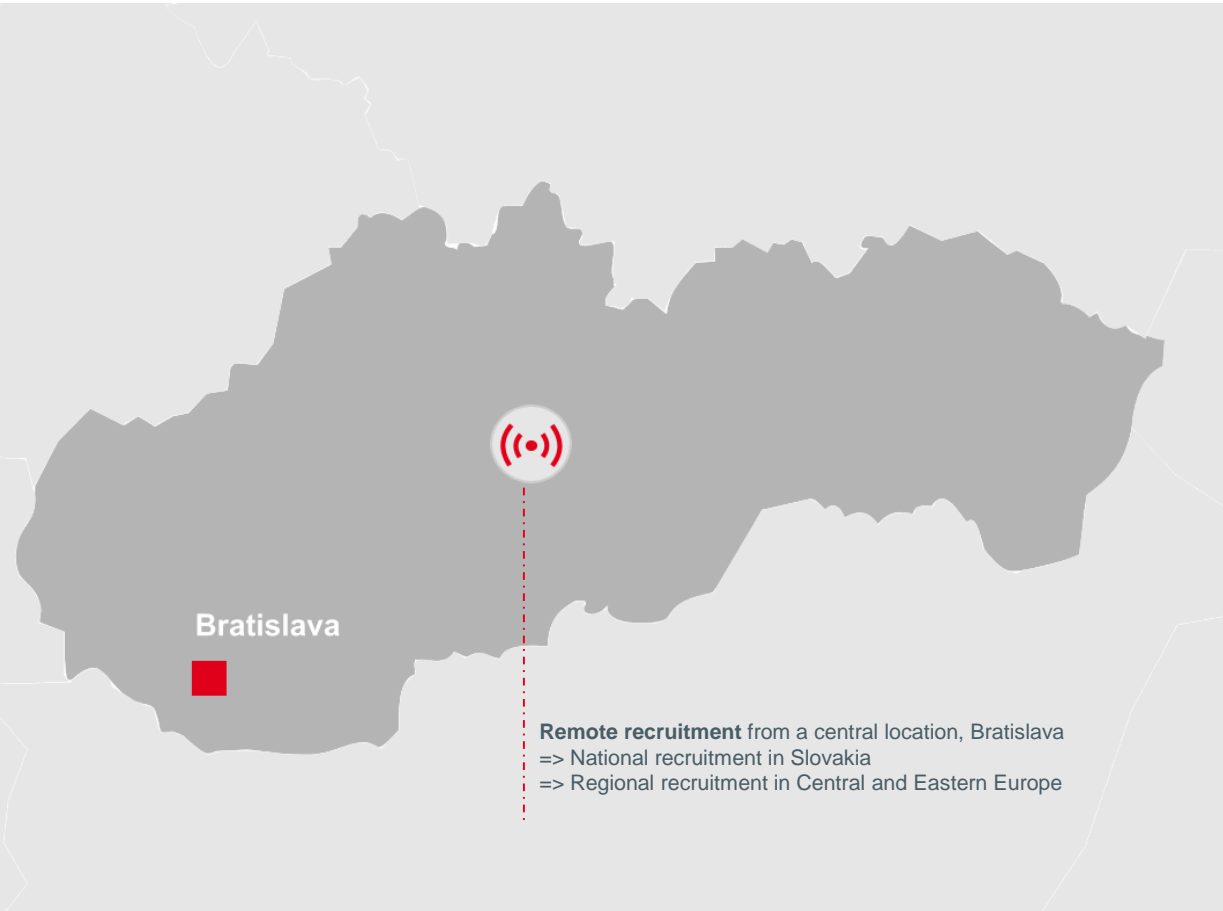 Bratislava
Remote recruitment from a central location, Bratislava
=> National recruitment in Slovakia
=> Regional recruitment in Central and Eastern Europe